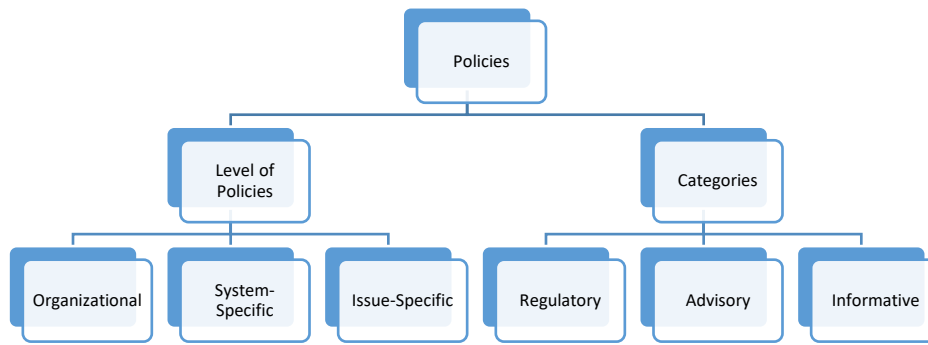 Policies
Level of
Policies
Categories
Organizational
System-
Specific
Issue-Specific
Regulatory
Advisory
Informative